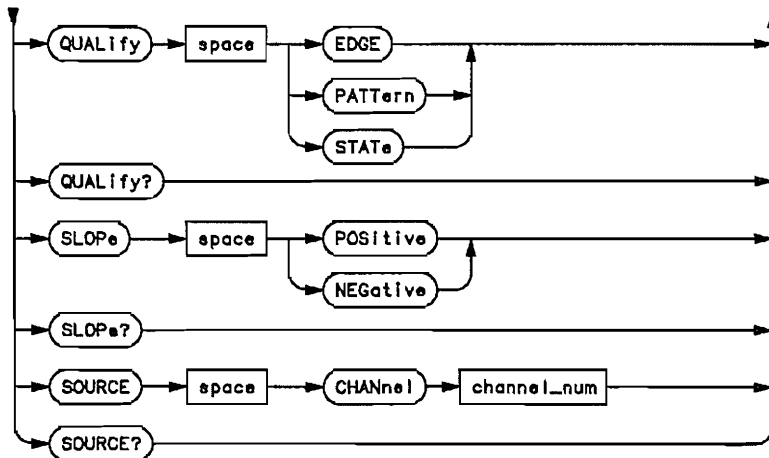 QUALify space EDGE
PATTern
STATe
QUALify?
SLOPe space POSitive
NEGative
SLOPe?
SOURCE space CHANnel channel_num
SOURCE?